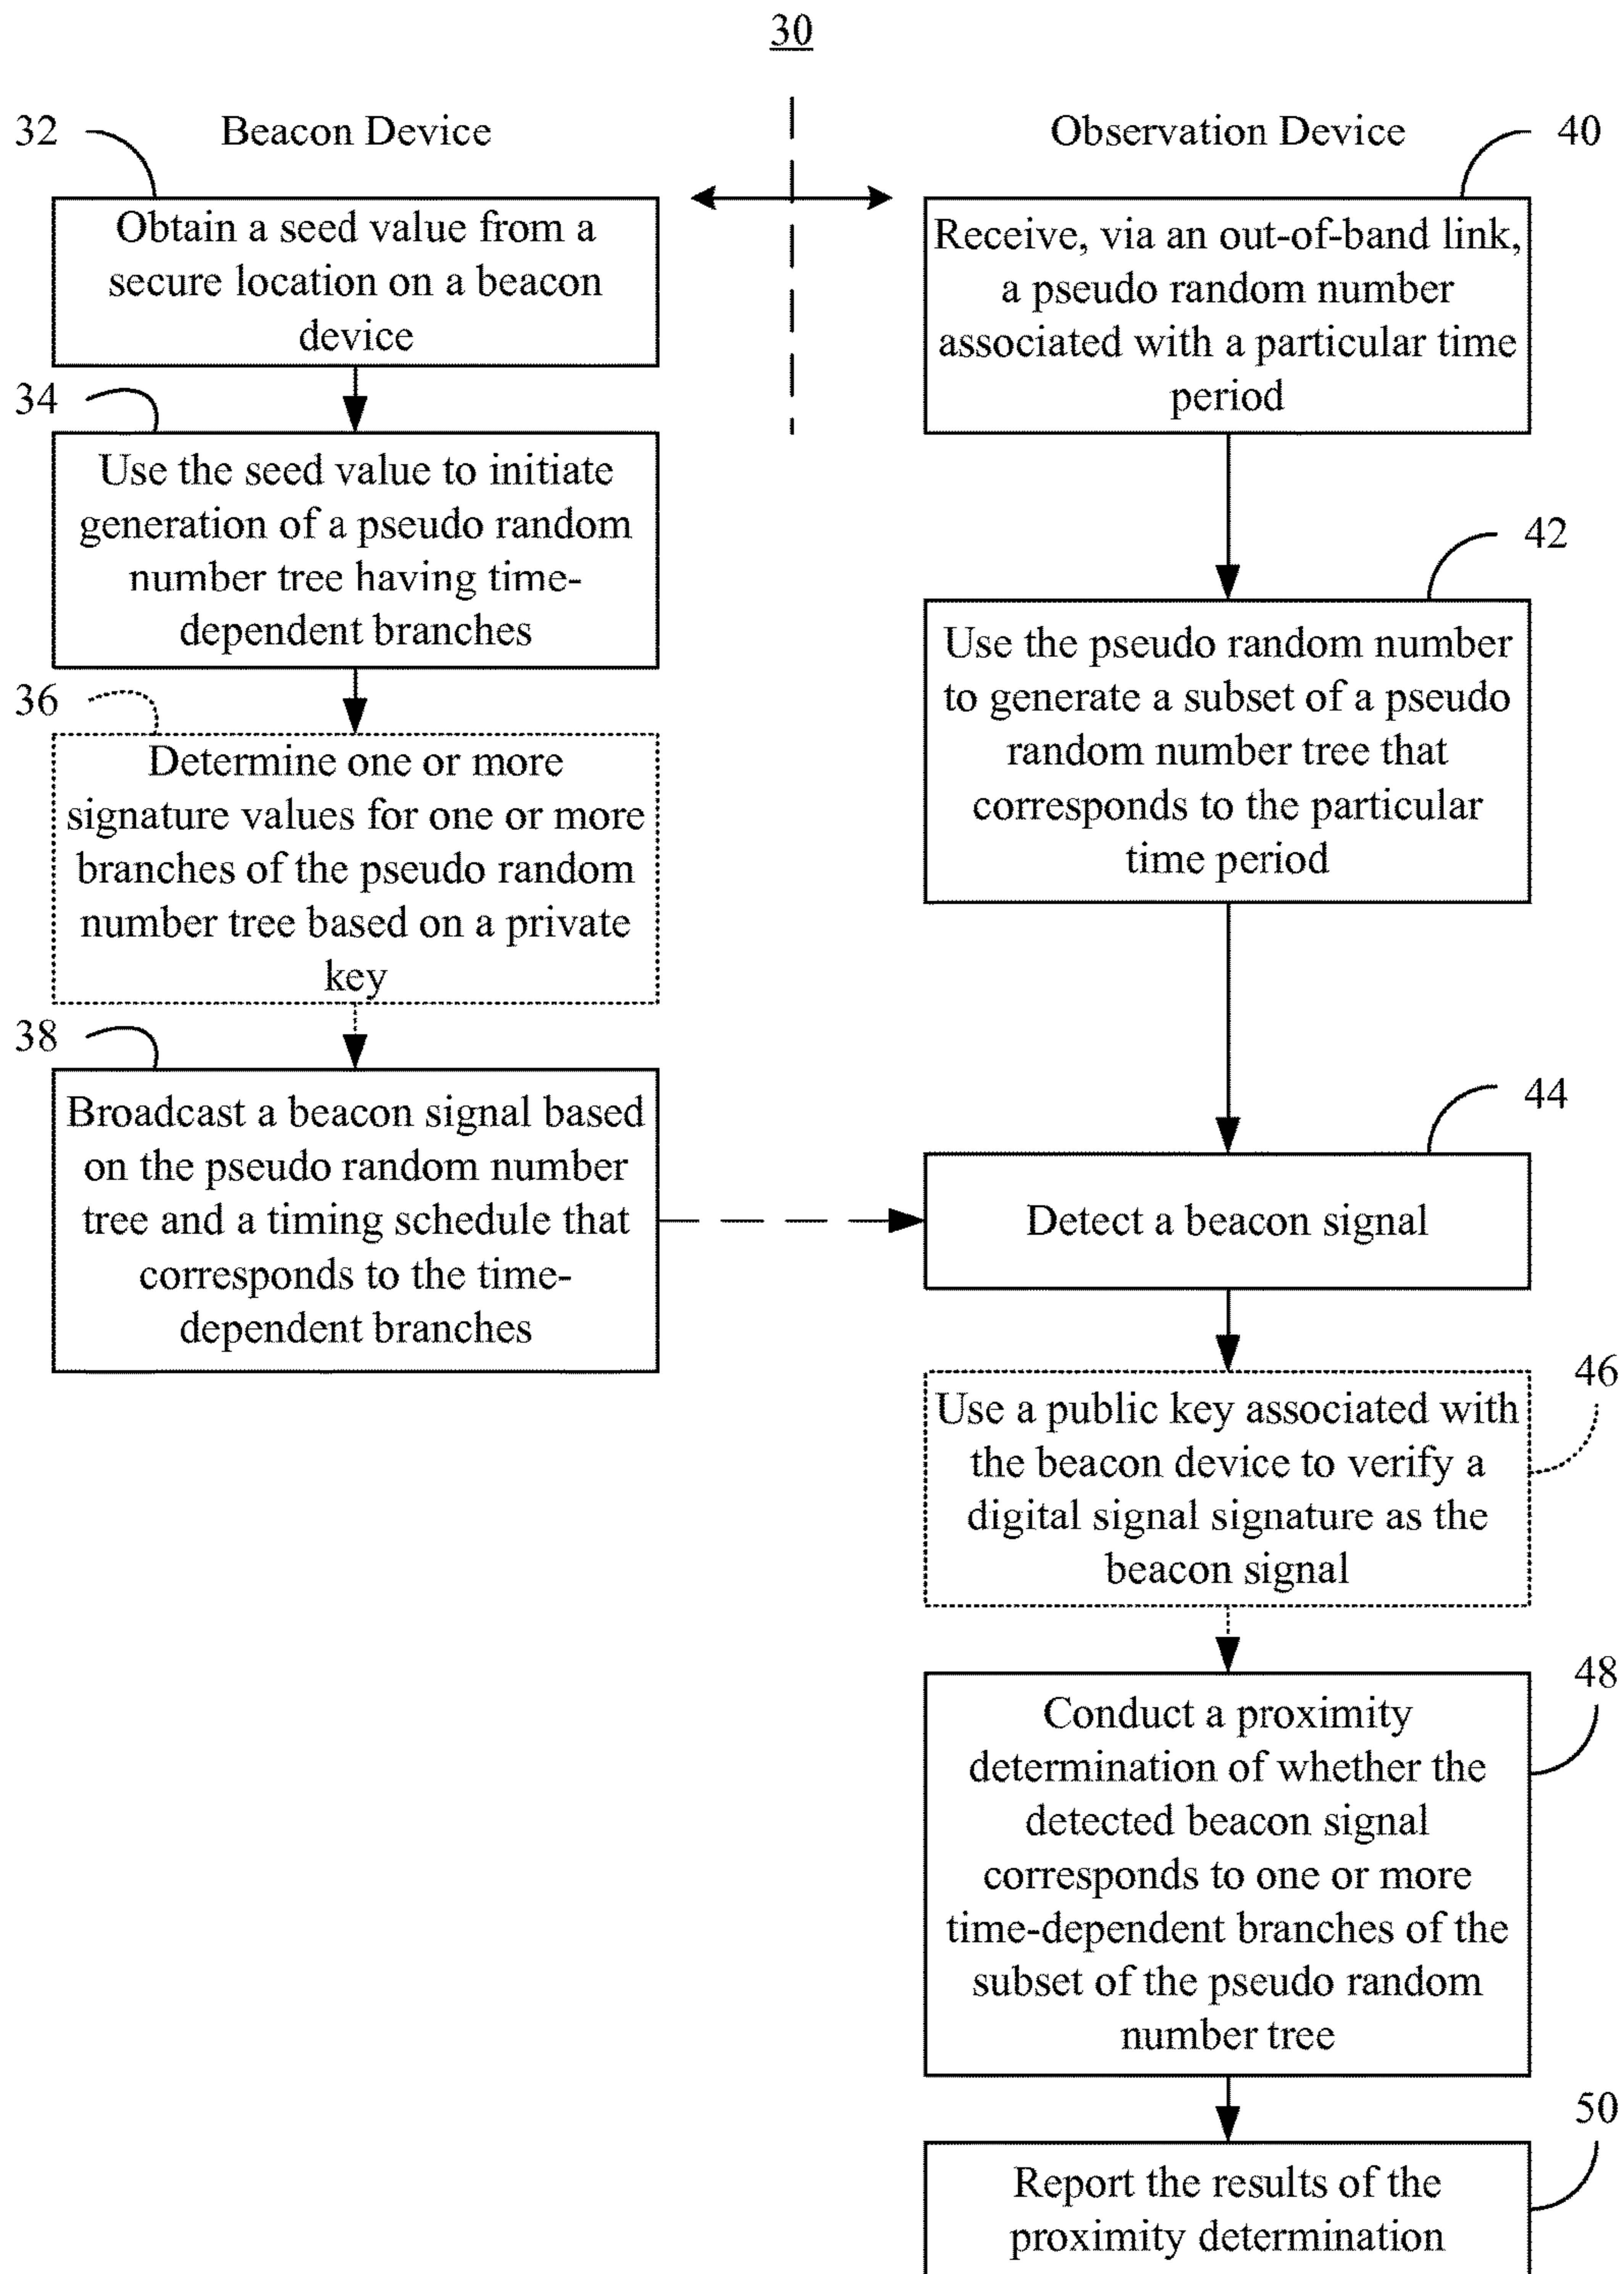 30
32
Beacon Device
Obtain a seed value from a
secure location on a beacon
device
34
Use the seed value to initiate
generation of a pseudo random
number tree having time-
dependent branches
36
Determine one or more
signature values for one or more
branches of the pseudo random
number tree based on a private
key
38
Broadcast a beacon signal based
on the pseudo random number
tree and a timing schedule that
corresponds to the time-
dependent branches
Observation Device
40
Receive, via an out-of-band link,
a pseudo random number
associated with a particular time
period
42
Use the pseudo random number
to generate a subset of a pseudo
random number tree that
corresponds to the particular
time period
44
Detect a beacon signal
46
Use a public key associated with
the beacon device to verify a
digital signal signature as the
beacon signal
48
Conduct a proximity
determination of whether the
detected beacon signal
corresponds to one or more
time-dependent branches of the
subset of the pseudo random
number tree
50
Report the results of the
proximity determination